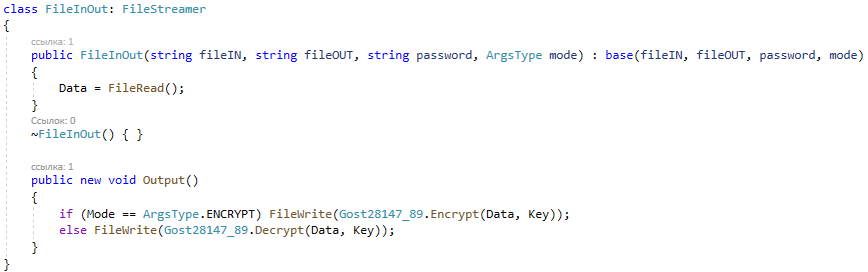 class FileInOut: FileStreamer
{
ссылка: 1
public FileInOut(string fileIN, string fileOUT, string password, ArgsType mode) : base(fileIN, fileOUT, password, mode)
{
Data = FileRead();
}
Ссылок: 0
~FileInOut() { }
ссылка: 1
public new void Output()
{
if (Mode == ArgsType.ENCRYPT) FileWrite(Gost28147_89.Encrypt(Data, Key));
else FileWrite(Gost28147_89.Decrypt(Data, Key));
}
}